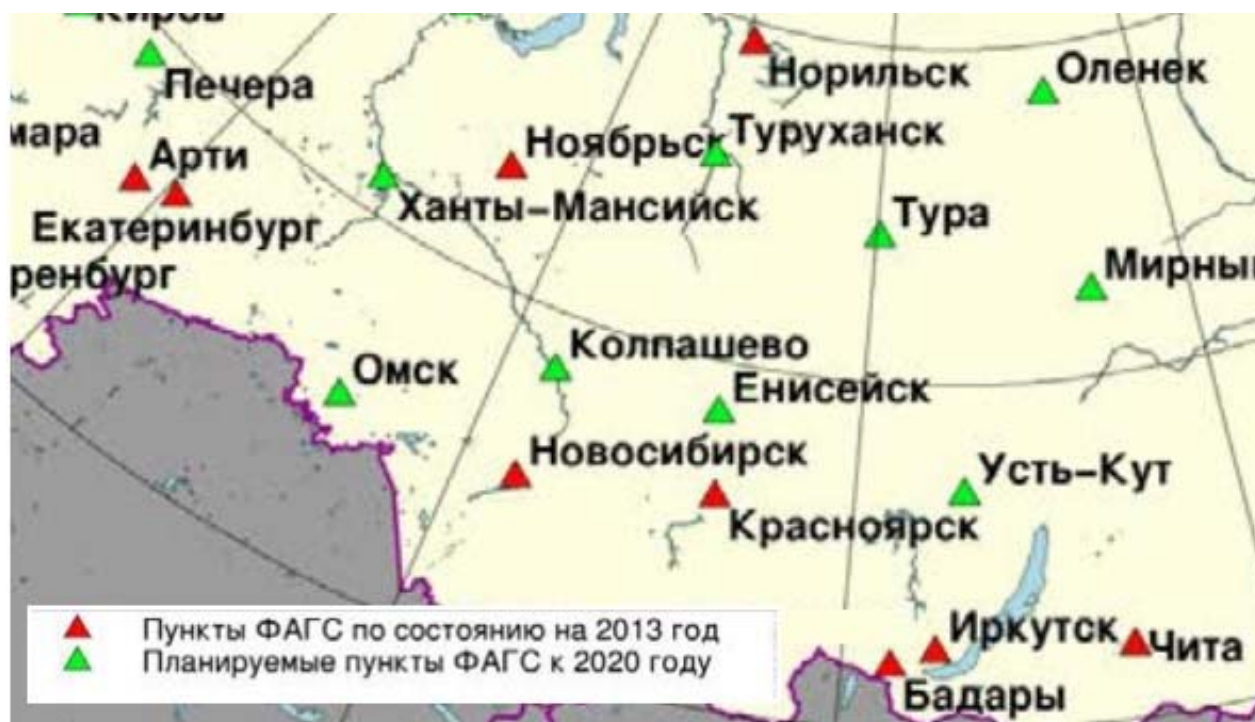 Киров
Печера
Норильск
Оленек
мара
Арти
Ноябрьск
Туруханск
Ханты-Мансийск
Екатеринбург
Тура
ренбург
Мирны
Колпашево
Омск
Енисейск
Новосибирск
Усть-Кут
Красноярск
Пункты ФАГС по состоянию на 2013 год
Планируемые пункты ФАГС к 2020 году
Иркутск
Чита
Бадары